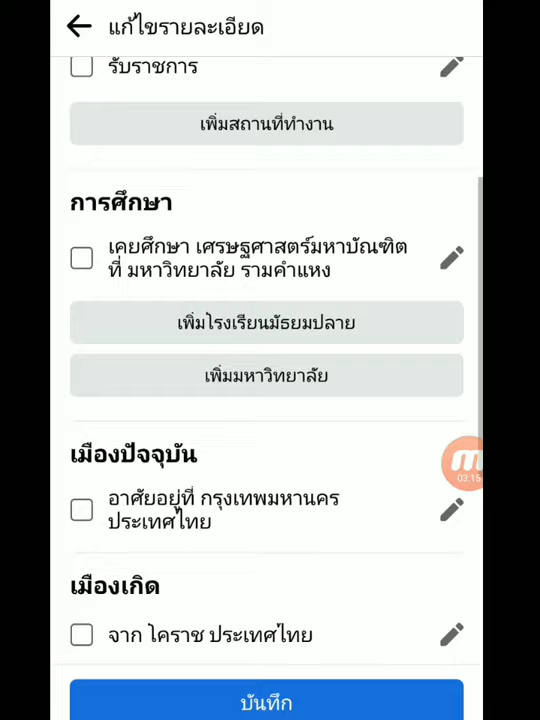 แก้ไขรายละเอียด
รับราชการ
เพิ่มสถานที่ทำงาน
การศึกษา
เคยศึกษา เศรษฐศาสตร์มหาบัณฑิต
ที่ มหาวิทยาลัย รามคำแหง
เพิ่มโรงเรียนมัธยมปลาย
เพิ่มมหาวิทยาลัย
เมืองปัจจุบัน
03:15
อาศัยอยู่ที่ กรุงเทพมหานคร
ประเทศไทย
เมืองเกิด
จาก โคราช ประเทศไทย
บันทึก